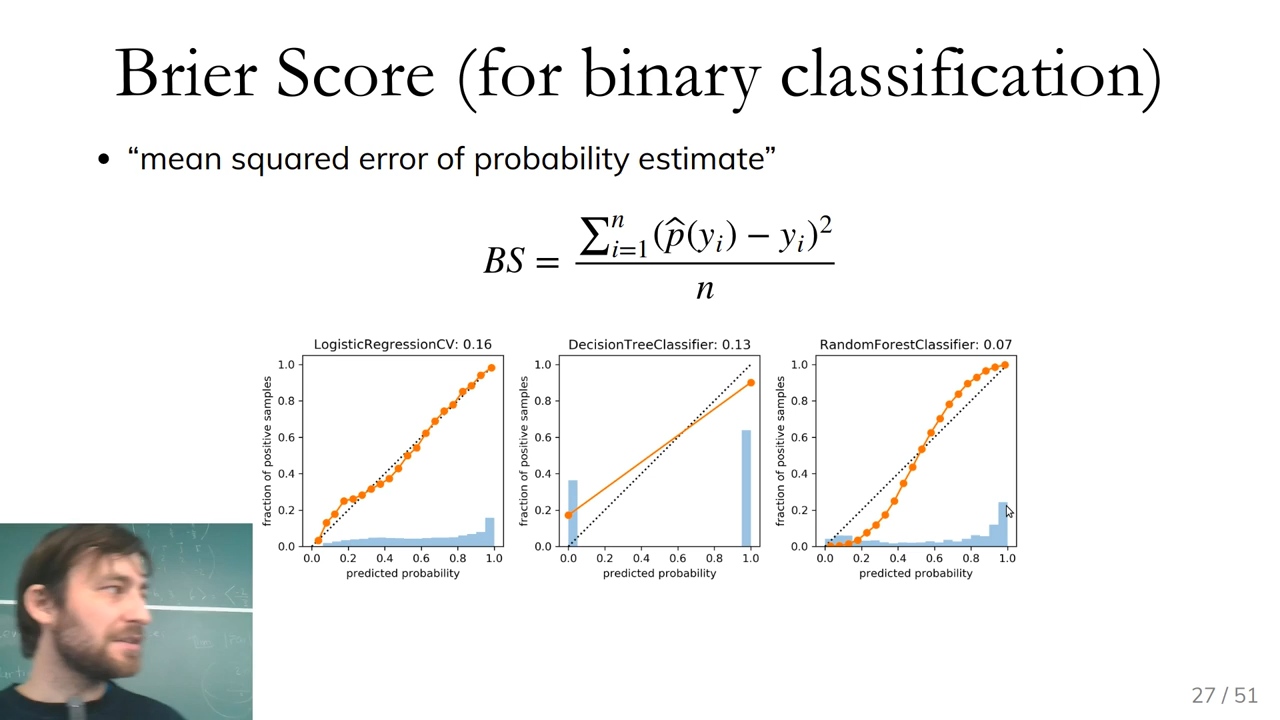 Brier Score (for binary classification)
• “mean squared error of probability estimate”
BS = \frac{\sum_{i=1}^{n} (\widehat{p}(y_i) − y_i)^2}{n}
LogisticRegressionCV: 0.16
fraction of positive samples
1.0
0.8
0.6
0.4
0.2
0.0
0.0 0.2 0.4 0.6 0.8 1.0
predicted probability
DecisionTreeClassifier: 0.13
fraction of positive samples
1.0
0.8
0.6
0.4
0.2
0.0
0.0 0.2 0.4 0.6 0.8 1.0
predicted probability
RandomForestClassifier: 0.07
fraction of positive samples
1.0
0.8
0.6
0.4
0.2
0.0
0.0 0.2 0.4 0.6 0.8 1.0
predicted probability
27 / 51